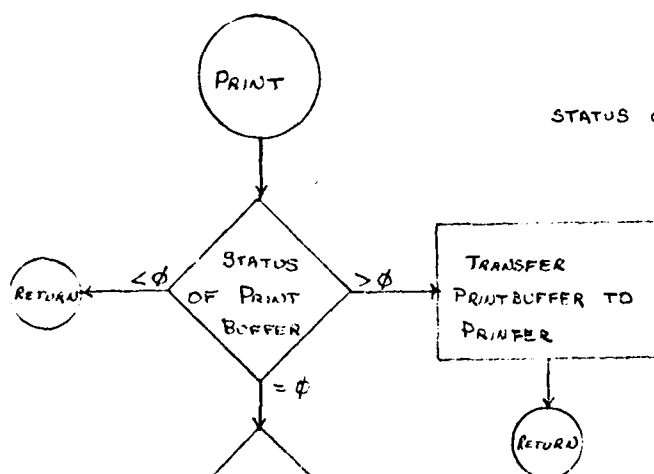 PRINT
STATUS
< ϕ
STATUS
OF PRINT
BUFFER
> ϕ
RETURN
TRANSFER
PRINTBUFFER TO
PRINTER
= ϕ
RETURN